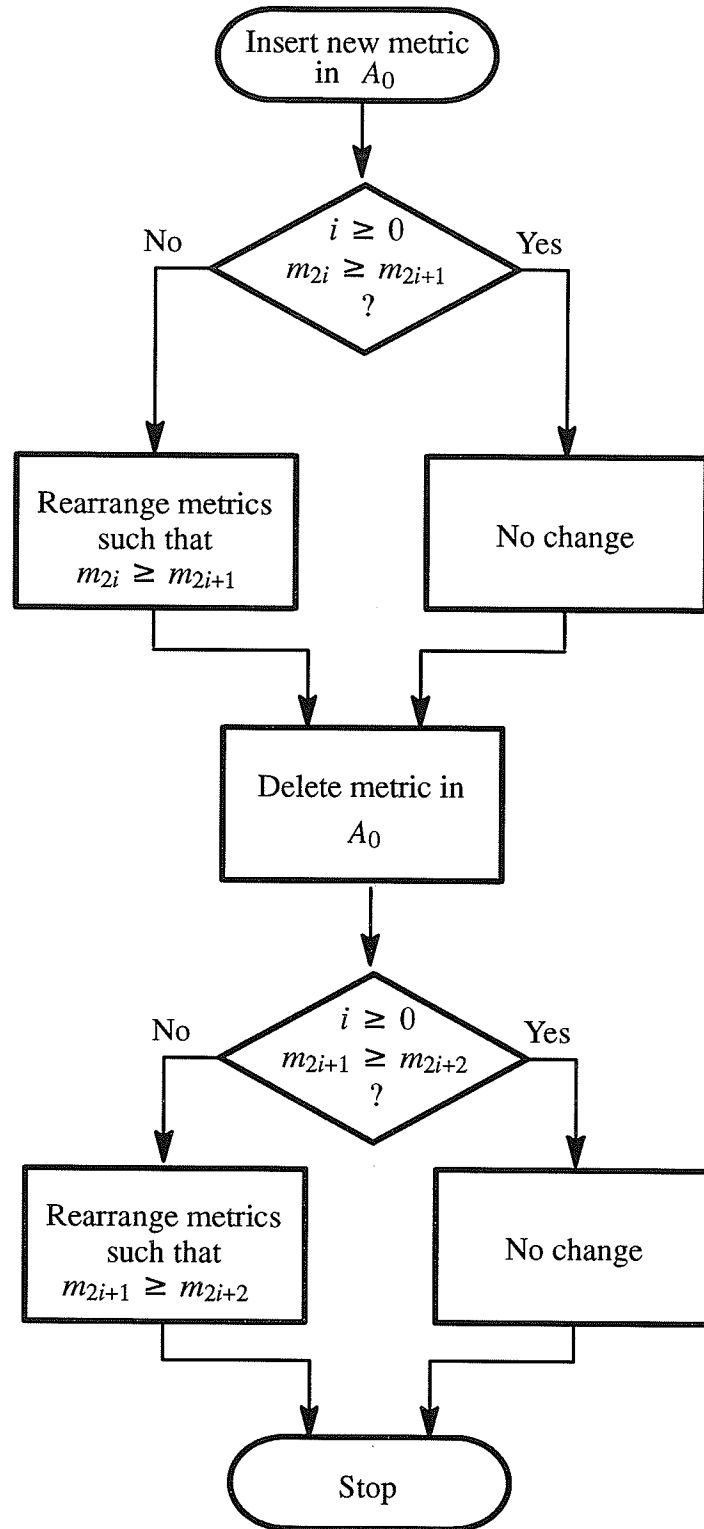 Insert new metric
in A₀
i ≥ 0
m₂ᵢ ≥ m₂ᵢ₊₁
?
No
Yes
Rearrange metrics
such that
m₂ᵢ ≥ m₂ᵢ₊₁
No change
Delete metric in
A₀
i ≥ 0
m₂ᵢ₊₁ ≥ m₂ᵢ₊₂
?
No
Yes
Rearrange metrics
such that
m₂ᵢ₊₁ ≥ m₂ᵢ₊₂
No change
Stop